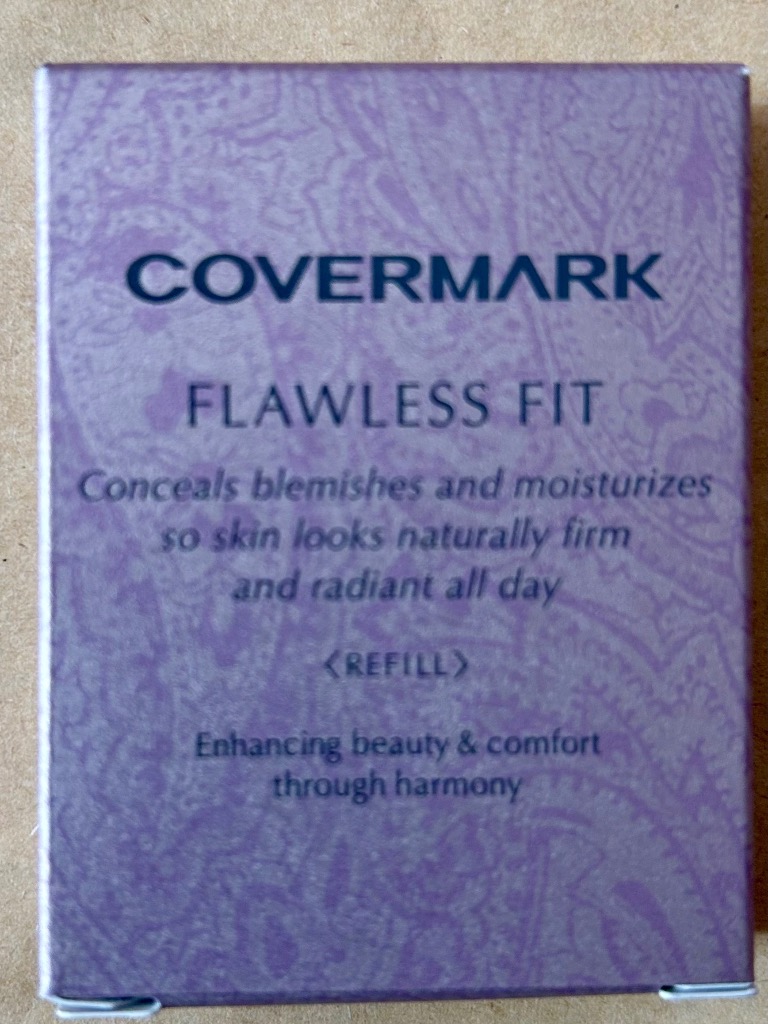 COVERMARK
FLAWLESS FIT
Conceals blemishes and moisturizes
so skin looks naturally firm
and radiant all day
〈REFILL〉
Enhancing beauty & comfort
through harmony